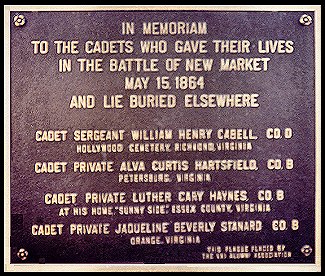 IN MEMORIAM
TO THE CADETS WHO GAVE THEIR LIVES
IN THE BATTLE OF NEW MARKET
MAY 15, 1864
AND LIE BURIED ELSEWHERE
CADET SERGEANT WILLIAM HENRY CABELL, CO. D
HOLLYWOOD CEMETERY, RICHMOND, VIRGINIA
CADET PRIVATE ALVA CURTIS HARTSFIELD, CO. B
PETERSBURG, VIRGINIA
CADET PRIVATE LUTHER CARY HAYNES, CO. B
AT HIS HOME, "SUNNY SIDE," ESSEX COUNTY, VIRGINIA
CADET PRIVATE JAQUELINE BEVERLY STANARD CO. B
ORANGE, VIRGINIA
THIS PLAQUE PLACED BY
THE VMI ALUMNI ASSOCIATION